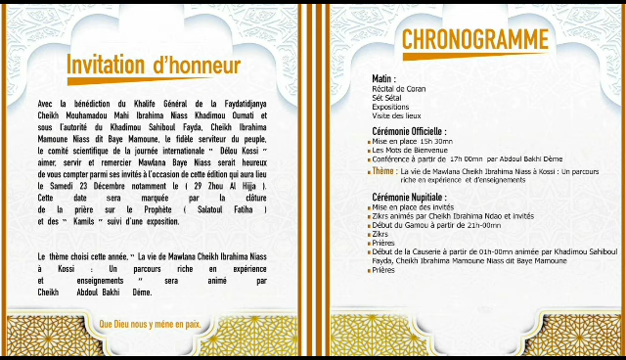 Invitation d'honneur
Avec la bénédiction du Khalife Général de la Faydatidjanya
Cheikh Mouhamadou Mahi Ibrahima Niass Khadimou Oumati et
sous l'autorité du Khadimou Sahiboul Fayda, Cheikh Ibrahima
Mamoune Niass dit Baye Mamoune, le fidèle serviteur du peuple,
le comité scientifique de la journée internationale " Délou Kossi "
aimer, servir et remercier Mawlana Baye Niass serait heureux
de vous compter parmi ses invités à l'occasion de cette édition qui aura lieu
le Samedi 23 Décembre notamment le ( 29 Zhou Al Hijja ).
Cette date sera marquée par la clôture
de la prière sur le Prophète ( Salatoul Fatiha )
et des " Kamils " suivi d'une exposition.
Le thème choisi cette année, " La vie de Mawlana Cheikh Ibrahima Niass
à Kossi : Un parcours riche en expérience
et enseignements " sera animé par
Cheikh Abdoul Bakhi Déme.
Que Dieu nous y méne en paix.
CHRONOGRAMME
Matin :
Récital de Coran
Sét Sétal
Expositions
Visite des lieux
Cérémonie Officielle :
Mise en place 15h 30mn
Les Mots de Bienvenue
Conférence à partir de 17h 00mn par Abdoul Bakhi Dème
Thème : La vie de Mawlana Cheikh Ibrahima Niass à Kossi : Un parcours
riche en expérience et d'enseignements
Cérémonie Nuptiale :
Mise en place des invités
Zikrs animés par Cheikh Ibrahima Ndao et invités
Début du Gamou à partir de 21h-00mn
Zikrs
Prières
Début de la Causerie à partir de 01h-00mn animée par Khadimou Sahiboul
Fayda, Cheikh Ibrahima Mamoune Niass dit Baye Mamoune
Prières